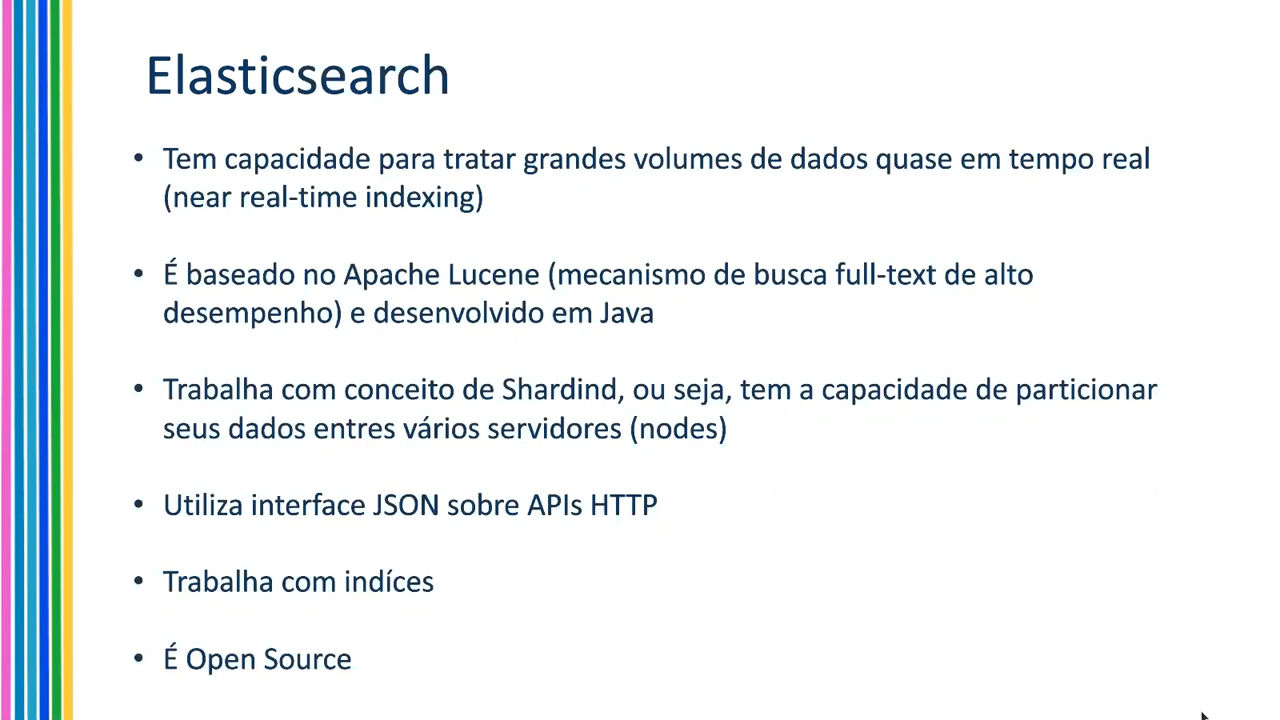 Elasticsearch
• Tem capacidade para tratar grandes volumes de dados quase em tempo real
(near real-time indexing)
• É baseado no Apache Lucene (mecanismo de busca full-text de alto
desempenho) e desenvolvido em Java
• Trabalha com conceito de Shardind, ou seja, tem a capacidade de particionar
seus dados entres vários servidores (nodes)
• Utiliza interface JSON sobre APIs HTTP
• Trabalha com indíces
• É Open Source